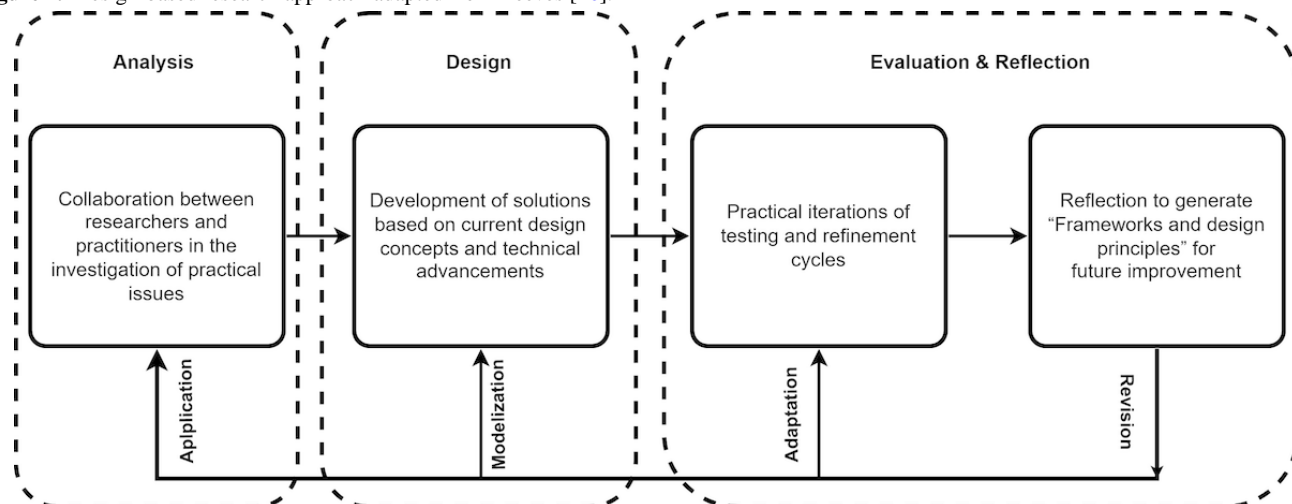 Analysis
Design
Evaluation & Reflection
Collaboration between
researchers and
practitioners in the
investigation of practical
issues
Development of solutions
based on current design
concepts and technical
advancements
Practical iterations of
testing and refinement
cycles
Reflection to generate
“Frameworks and design
principles” for
future improvement
Aplplication
Modelization
Adaptation
Revision